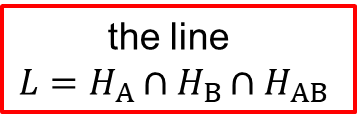 the line
L = H_A ∩ H_B ∩ H_AB